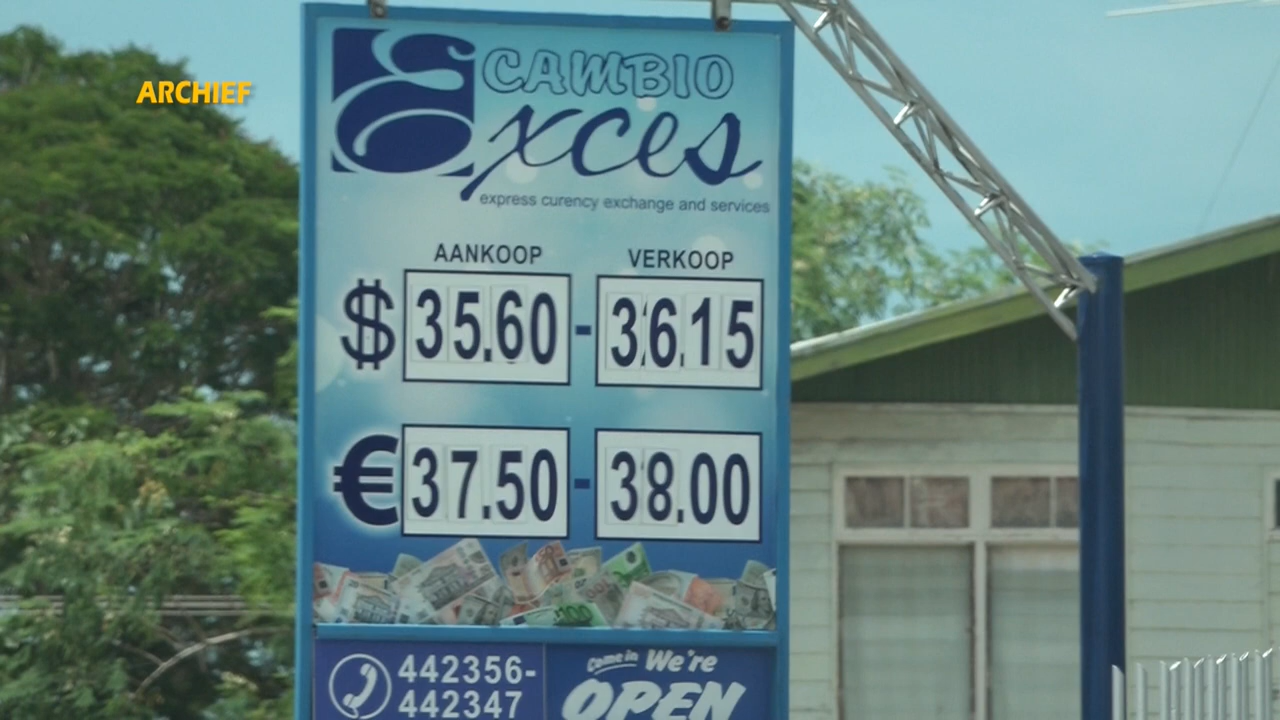 ARCHIEF
CAMBIO
Exces
express curency exchange and services
AANKOOP VERKOOP
$ 35.60 - 36.15
€ 37.50 - 38.00
442356-
442347
Come in We're
OPEN